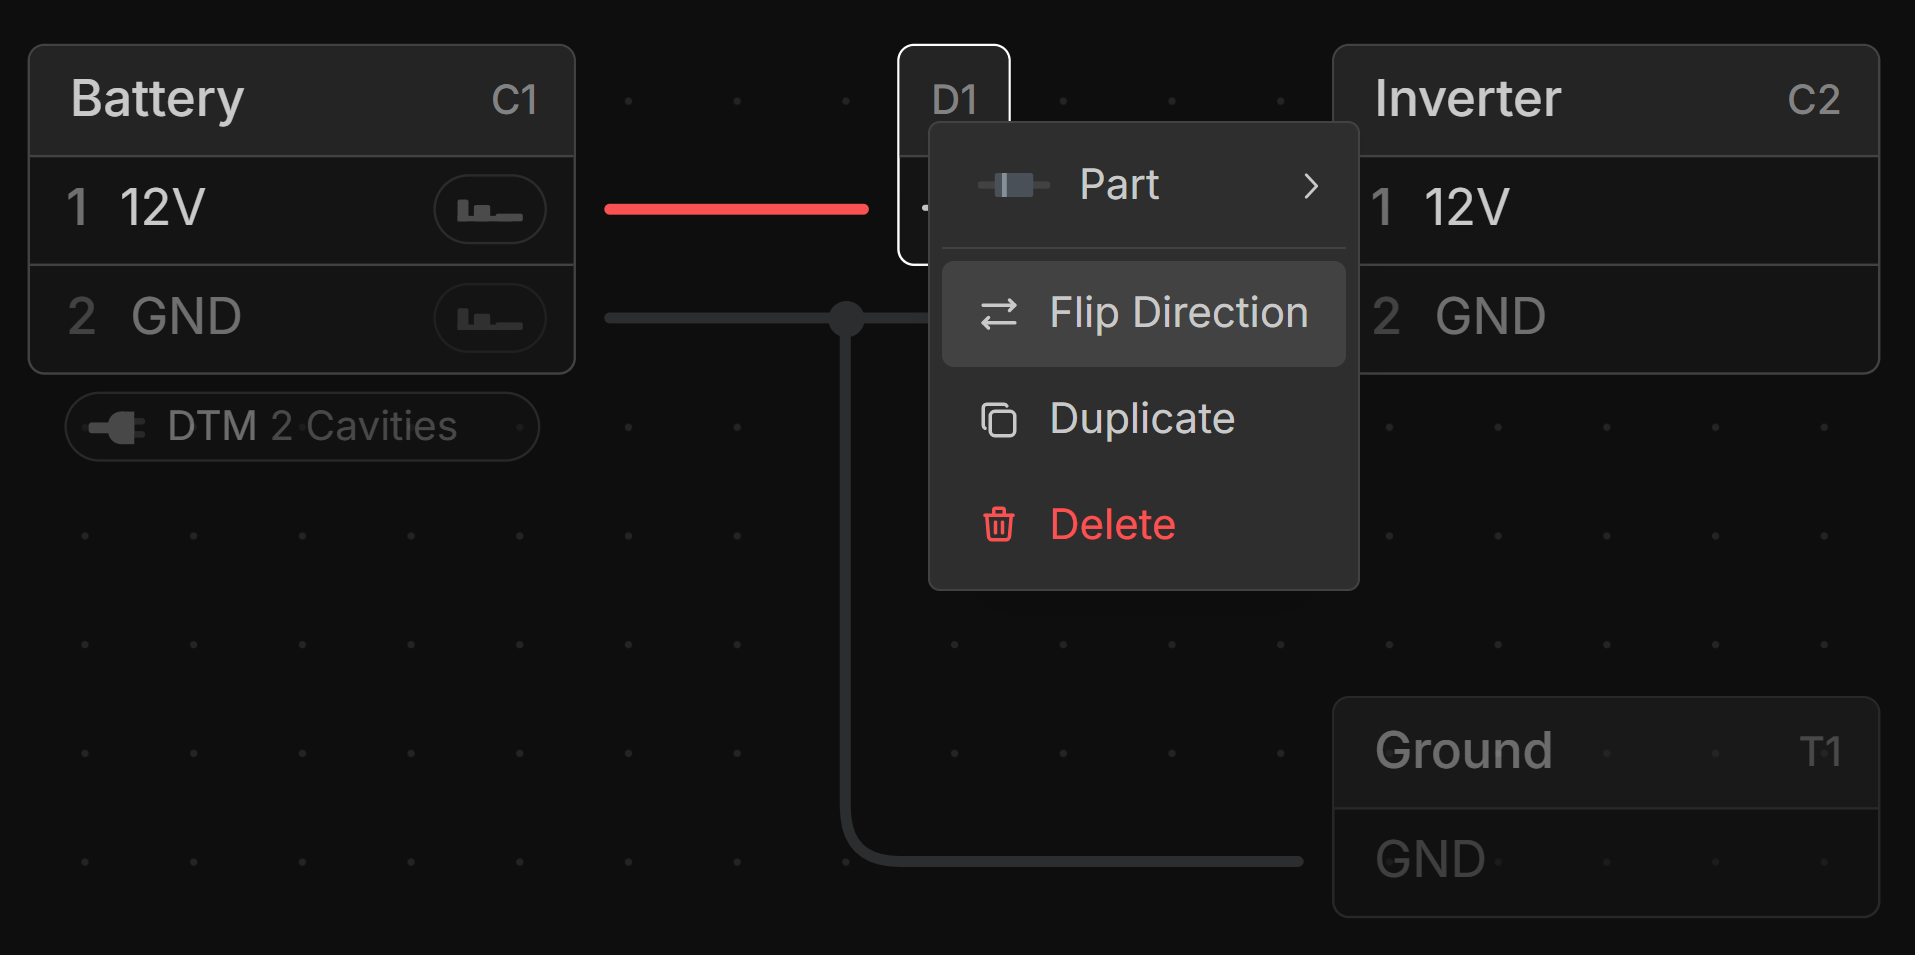 Battery C1
1 12V
2 GND
DTM 2 Cavities
D1
Part
Flip Direction
Duplicate
Delete
Inverter C2
1 12V
2 GND
Ground T1
GND